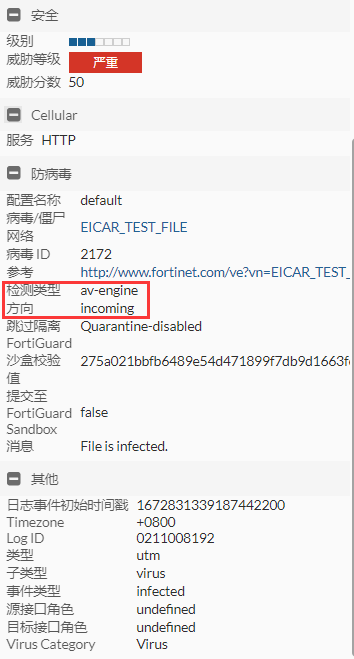 安全
级别
威胁等级 严重
威胁分数 50
Cellular
服务 HTTP
防病毒
配置名称 default
病毒/僵尸
网络 EICAR_TEST_FILE
病毒 ID 2172
参考 http://www.fortinet.com/ve?vn=EICAR_TEST_
检测类型 av-engine
方向 incoming
跳过隔离 Quarantine-disabled
FortiGuard
沙盒校验 275a021bbfb6489e54d471899f7db9d1663f
值
提交至
FortiGuard false
Sandbox
消息 File is infected.
其他
日志事件初始时间戳 1672831339187442200
Timezone +0800
Log ID 0211008192
类型 utm
子类型 virus
事件类型 infected
源接口角色 undefined
目标接口角色 undefined
Virus Category Virus